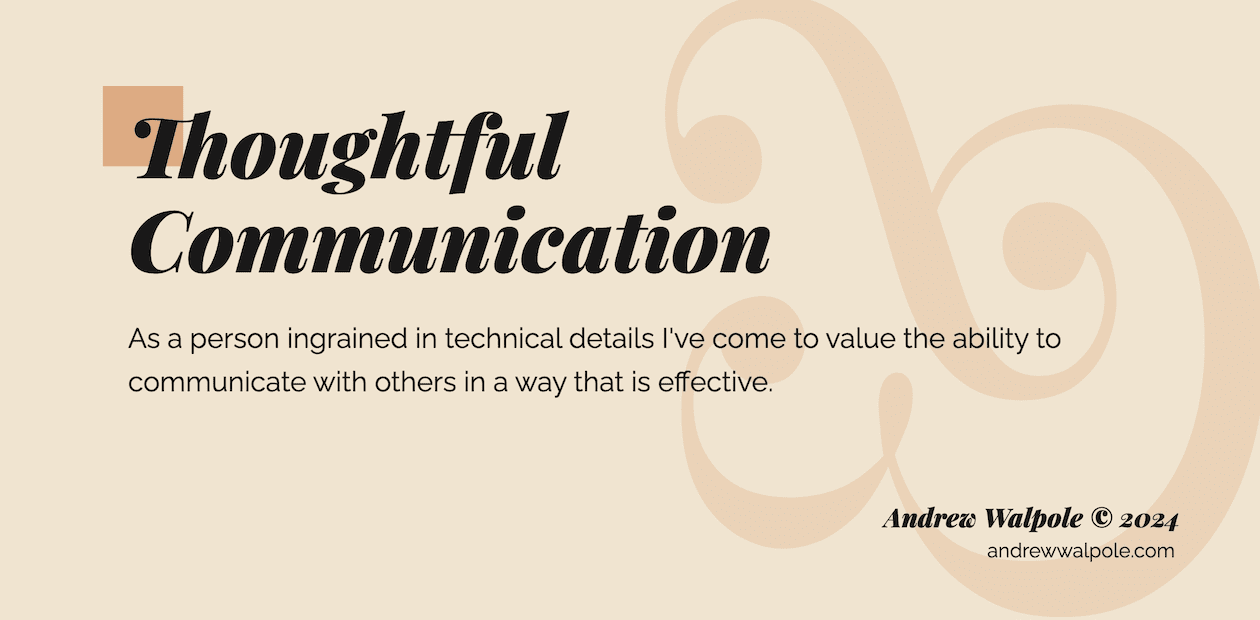 Thoughtful
Communication
As a person ingrained in technical details I've come to value the ability to
communicate with others in a way that is effective.
Andrew Walpole © 2024
andrewwalpole.com